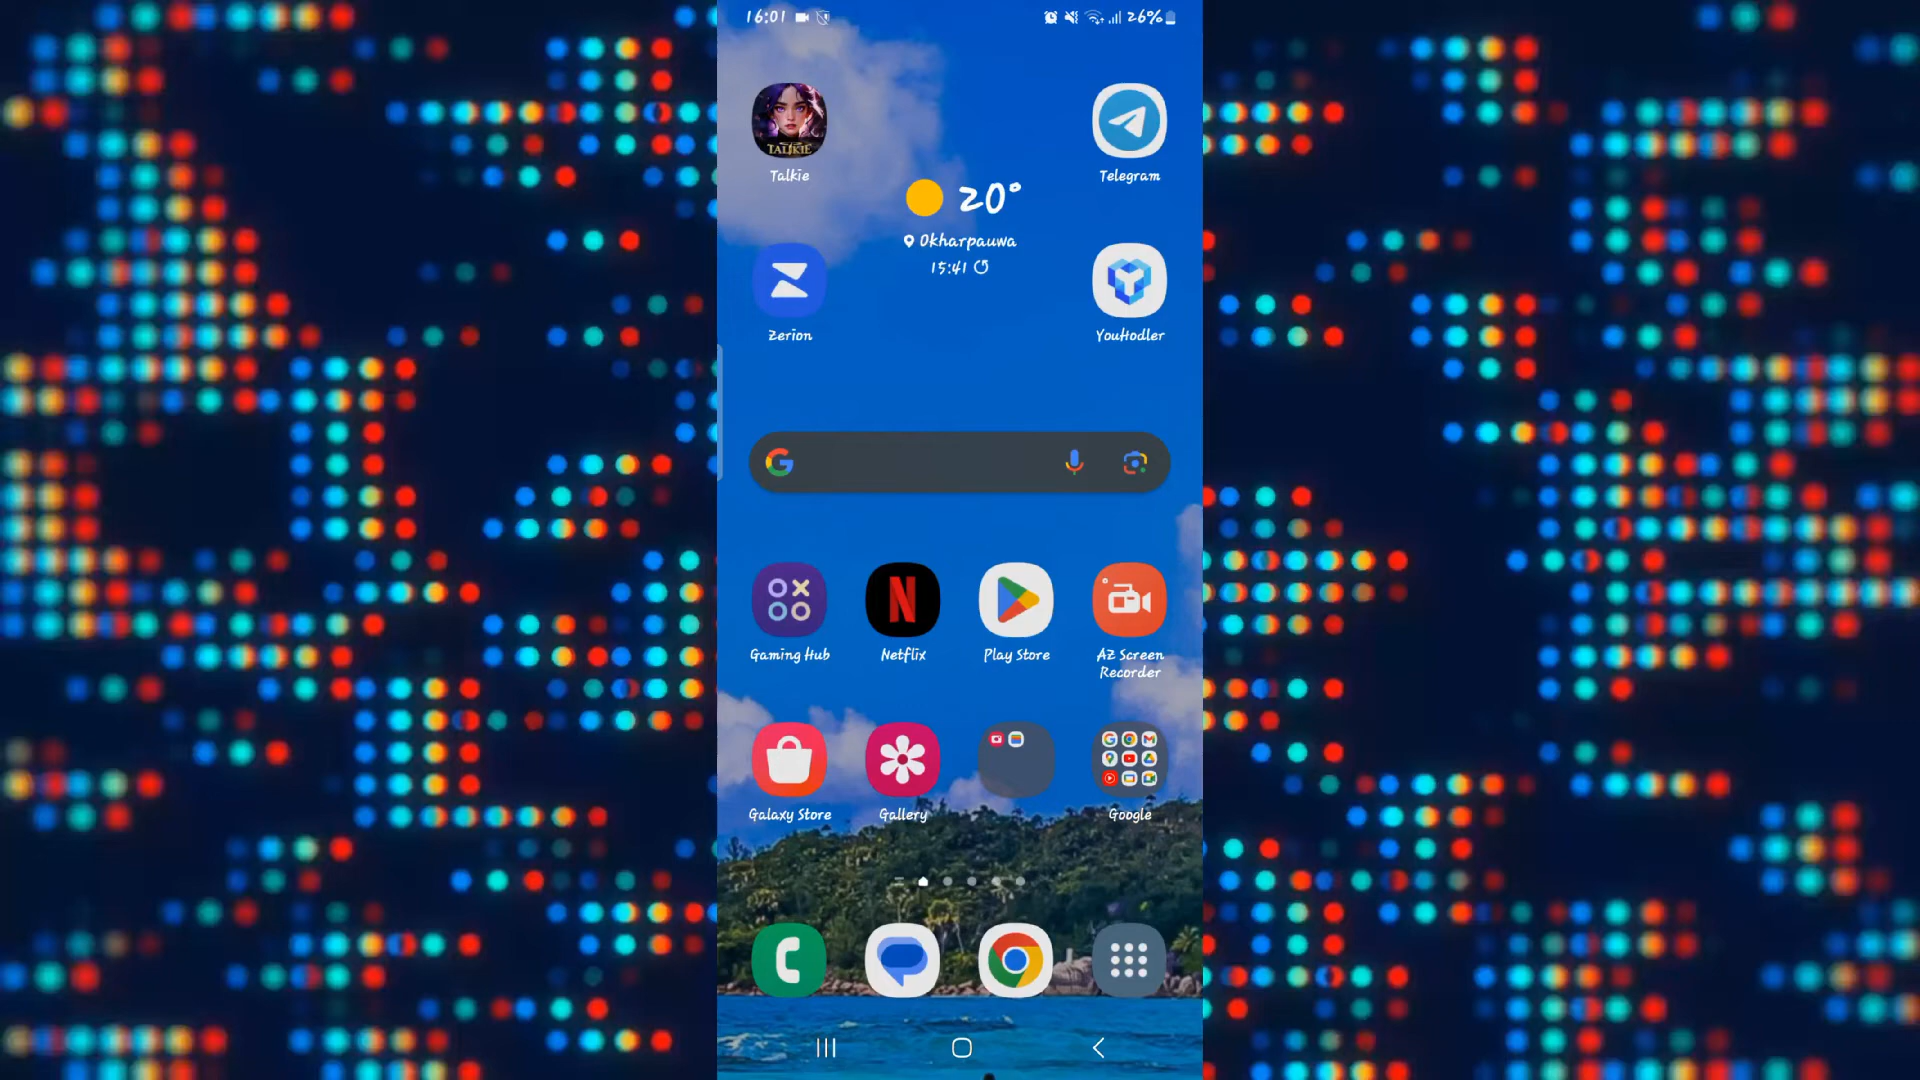 16:01
26%
TALKIE
Talkie
Telegram
20°
Okharpauwa
15:41
Zerion
YouHodler
Gaming Hub
Netflix
Play Store
AZ Screen
Recorder
Galaxy Store
Gallery
Google